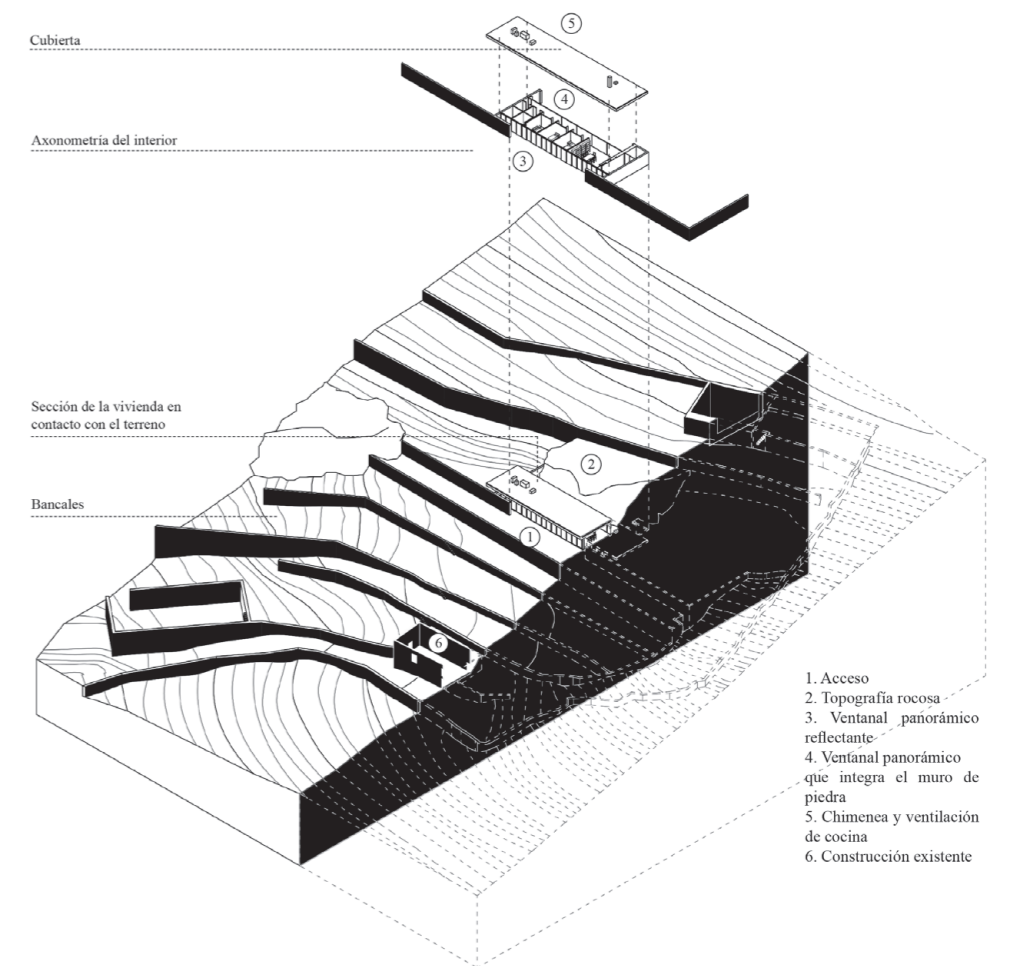 5
Cubierta
4
Axonometría del interior
3
Sección de la vivienda en
contacto con el terreno
2
Bancales
1
6
1. Acceso
2. Topografía rocosa
3. Ventanal panorámico
reflectante
4. Ventanal panorámico
que integra el muro de
piedra
5. Chimenea y ventilación
de cocina
6. Construcción existente